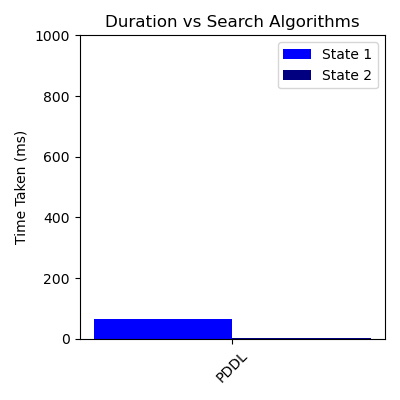 Duration vs Search Algorithms
1000
800
600
400
200
0
Time Taken (ms)
State 1
State 2
PDDL